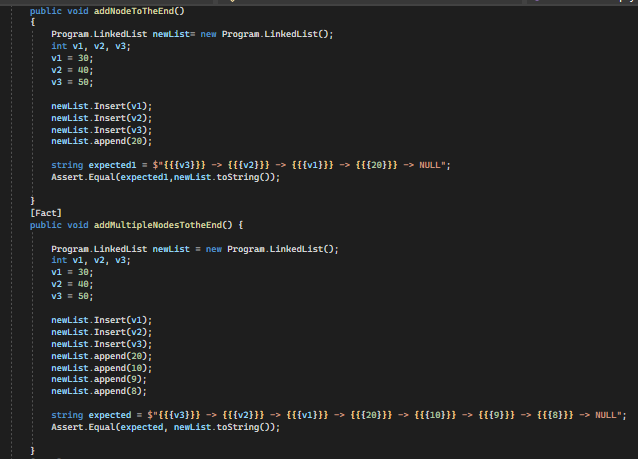 public void addNodeToTheEnd()
{
Program.LinkedList newList= new Program.LinkedList();
int v1, v2, v3;
v1 = 30;
v2 = 40;
v3 = 50;
newList.Insert(v1);
newList.Insert(v2);
newList.Insert(v3);
newList.append(20);
string expected1 = $"{{{v3}}} -> {{{v2}}} -> {{{v1}}} -> {{{20}}} -> NULL";
Assert.Equal(expected1,newList.toString());
}
[Fact]
public void addMultipleNodesTotheEnd() {
Program.LinkedList newList = new Program.LinkedList();
int v1, v2, v3;
v1 = 30;
v2 = 40;
v3 = 50;
newList.Insert(v1);
newList.Insert(v2);
newList.Insert(v3);
newList.append(20);
newList.append(10);
newList.append(9);
newList.append(8);
string expected = $"{{{v3}}} -> {{{v2}}} -> {{{v1}}} -> {{{20}}} -> {{{10}}} -> {{{9}}} -> {{{8}}} -> NULL";
Assert.Equal(expected, newList.toString());
}